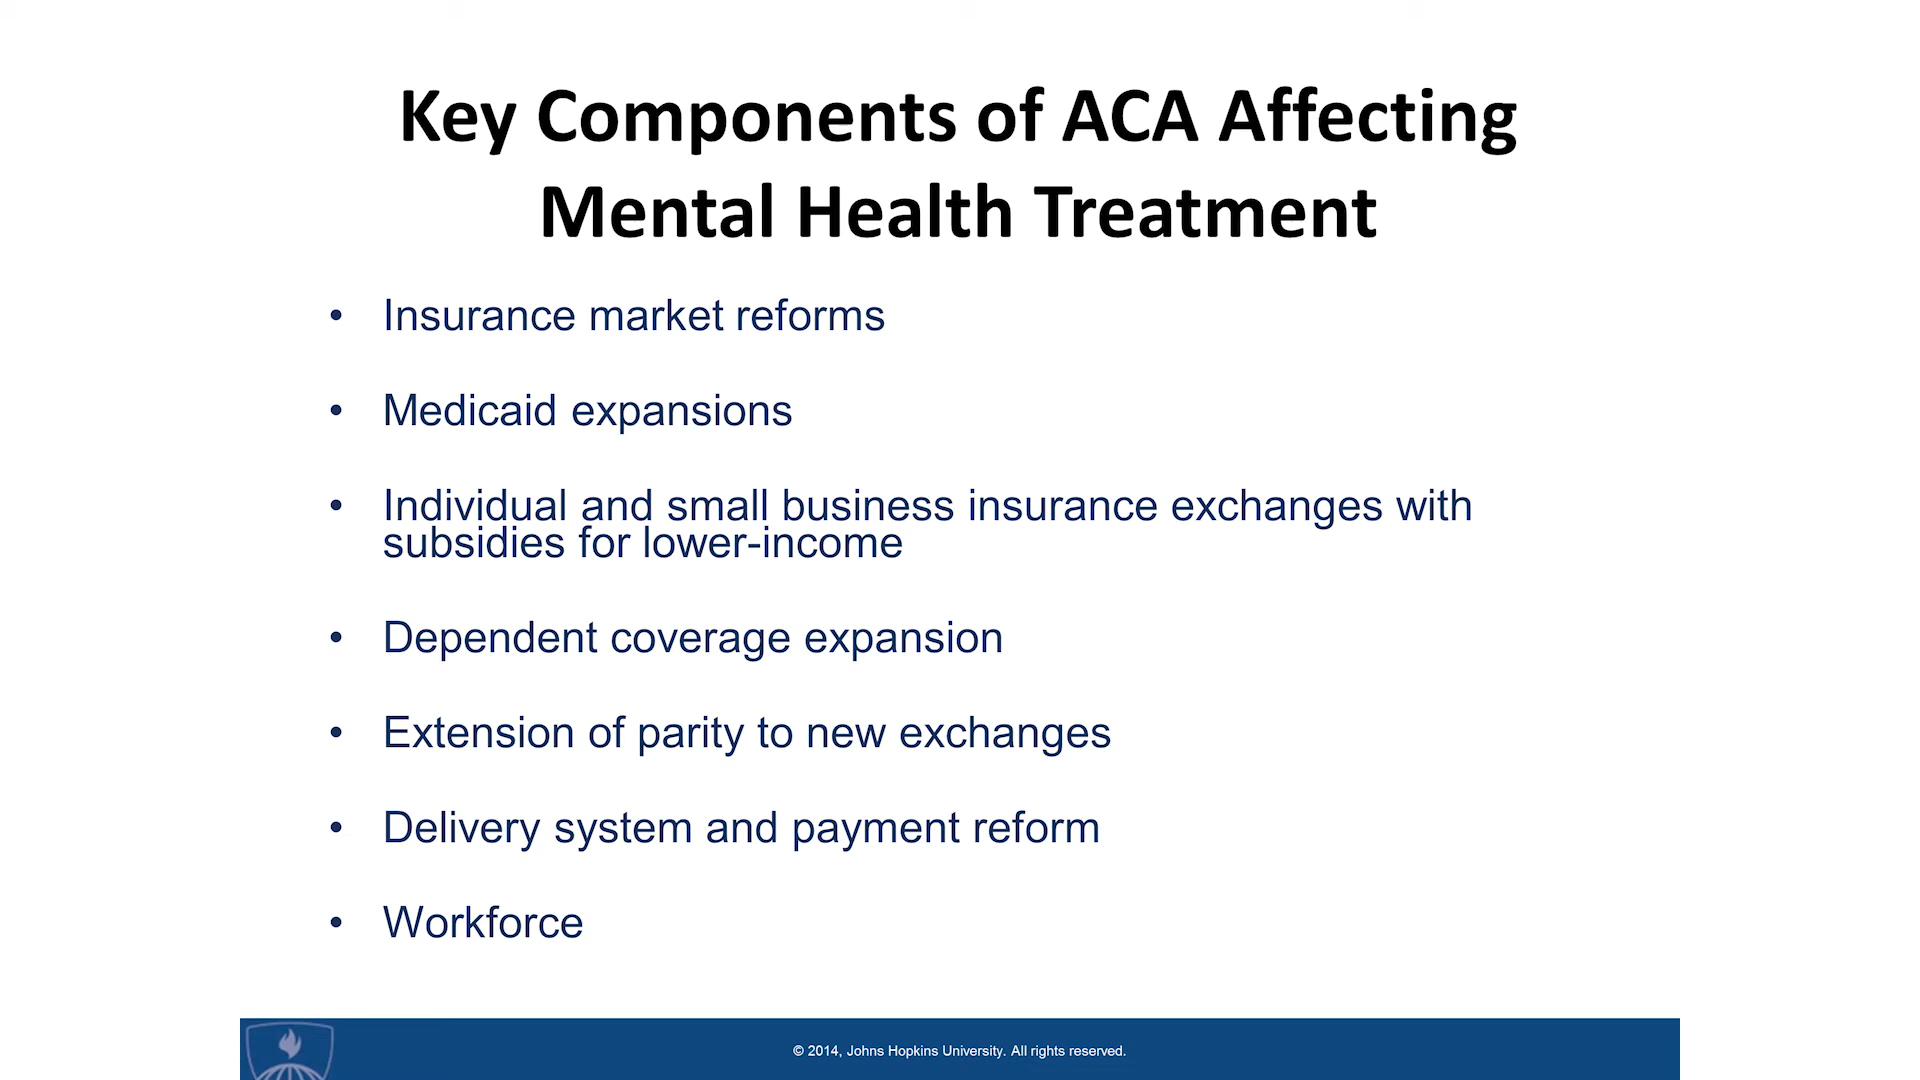 Key Components of ACA Affecting
Mental Health Treatment
• Insurance market reforms
• Medicaid expansions
• Individual and small business insurance exchanges with
subsidies for lower-income
• Dependent coverage expansion
• Extension of parity to new exchanges
• Delivery system and payment reform
• Workforce
© 2014, Johns Hopkins University. All rights reserved.